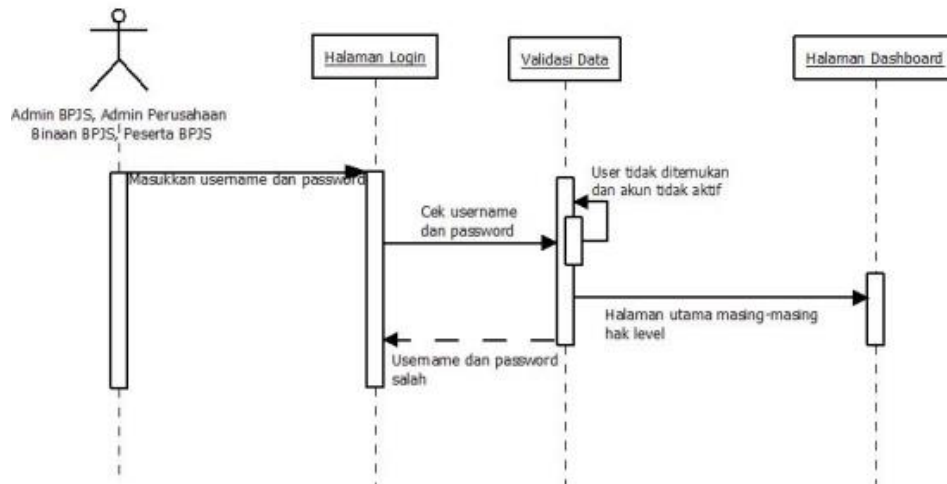 Halaman Login
Validasi Data
Halaman Dashboard
Admin BPJS, Admin Perusahaan
Binaan BPJS, Peserta BPJS
Masukkan username dan password
User tidak ditemukan
dan akun tidak aktif
Cek username
dan password
Halaman utama masing-masing
hak level
Username dan password
salah